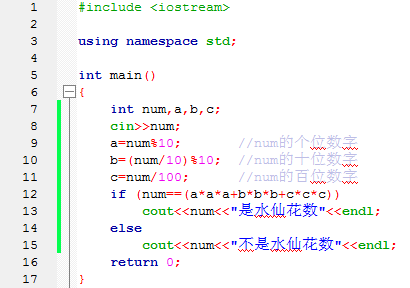 1 #include <iostream>
2
3 using namespace std;
4
5 int main()
6 {
7 int num,a,b,c;
8 cin>>num;
9 a=num%10; //num的个位数字
10 b=(num/10)%10; //num的十位数字
11 c=num/100; //num的百位数字
12 if (num==(a*a*a+b*b*b+c*c*c))
13 cout<<num<<"是水仙花数"<<endl;
14 else
15 cout<<num<<"不是水仙花数"<<endl;
16 return 0;
17 }